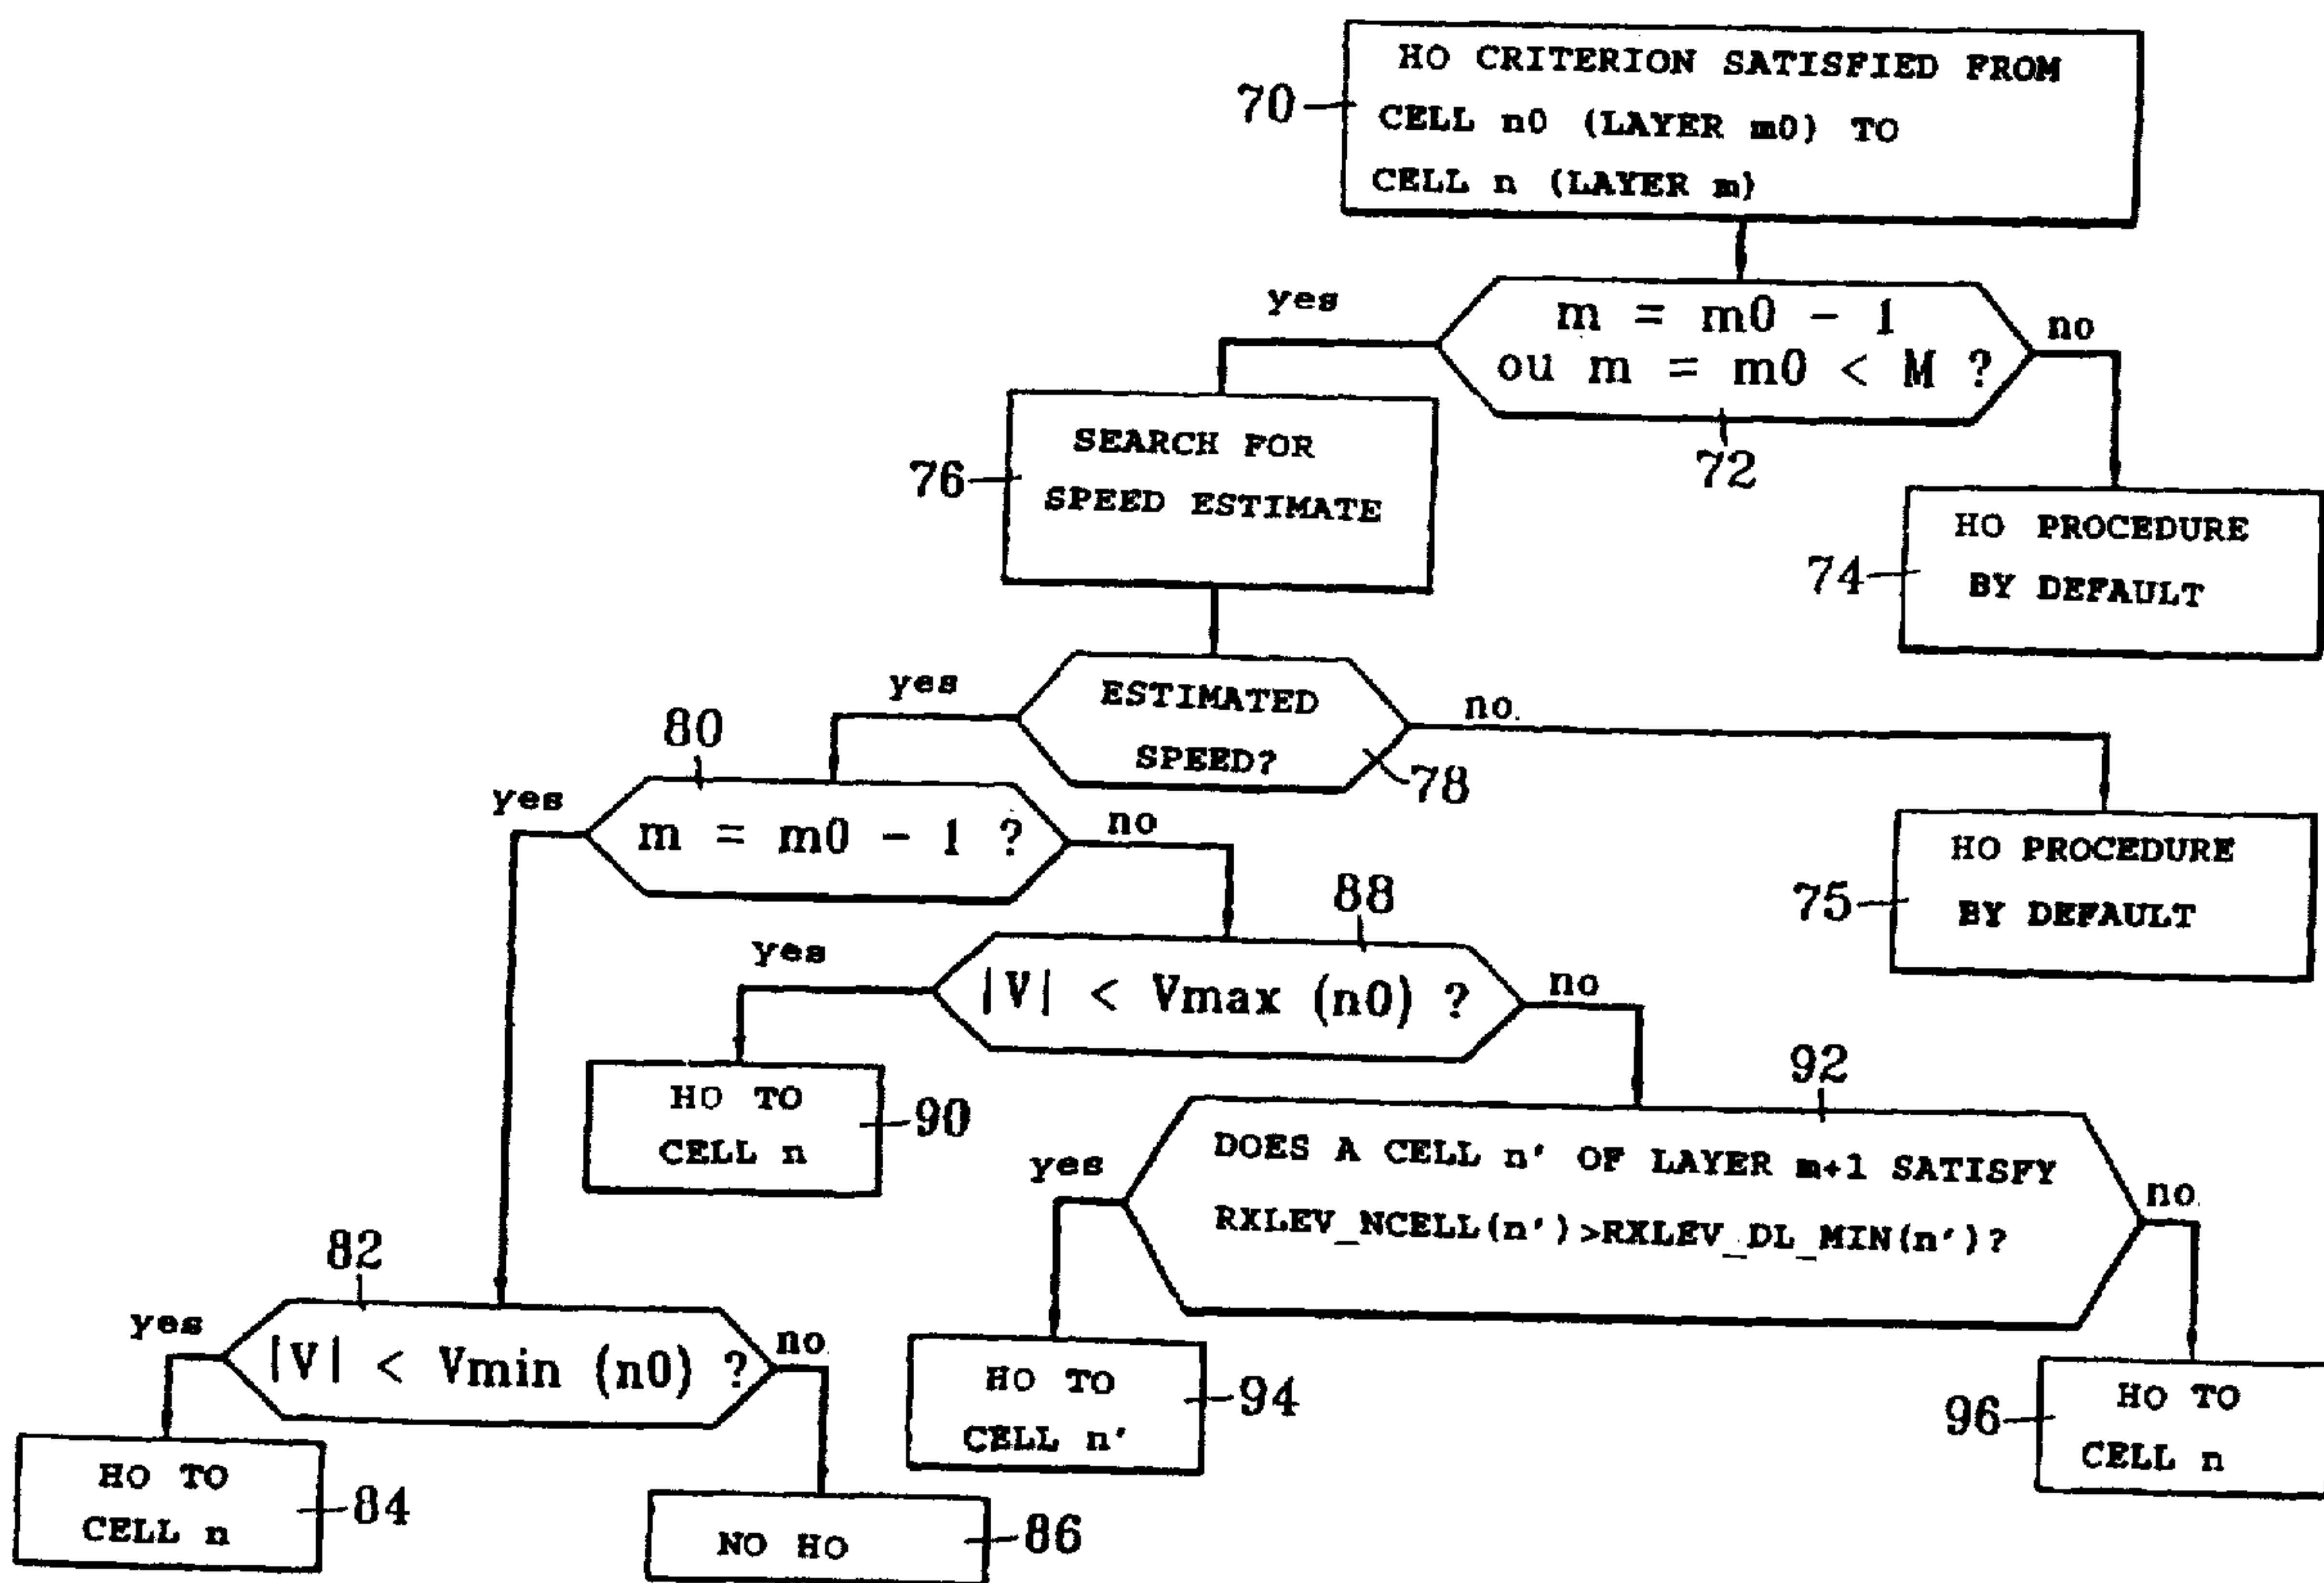 HO CRITERION SATISFIED FROM
CELL n0 (LAYER m0) TO
CELL n (LAYER m)
70
yes
m = m0 - 1
ou m = m0 < M ?
no
72
SEARCH FOR
SPEED ESTIMATE
76
HO PROCEDURE
BY DEFAULT
74
yes
ESTIMATED
SPEED?
no
78
80
yes
m = m0 - 1 ?
no
HO PROCEDURE
BY DEFAULT
75
88
yes
|V| < Vmax (n0) ?
no
HO TO
CELL n
90
92
yes
DOES A CELL n' OF LAYER m+1 SATISFY
RXLEV_NCELL(n')>RXLEV_DL_MIN(n')?
no
82
yes
|V| < Vmin (n0) ?
no
HO TO
CELL n'
94
HO TO
CELL n
96
HO TO
CELL n
84
NO HO
86